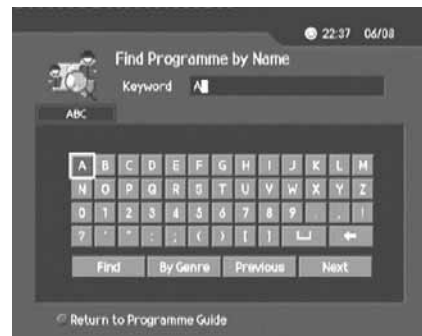 22:37 06/08
Find Programme by Name
Keyword A
ABC
A B C D E F G H I J K L M
N O P Q R S T U V W X Y Z
0 1 2 3 4 5 6 7 8 9 . , !
? ' " : ; ( ) [ ]
Find By Genre Previous Next
Return to Programme Guide